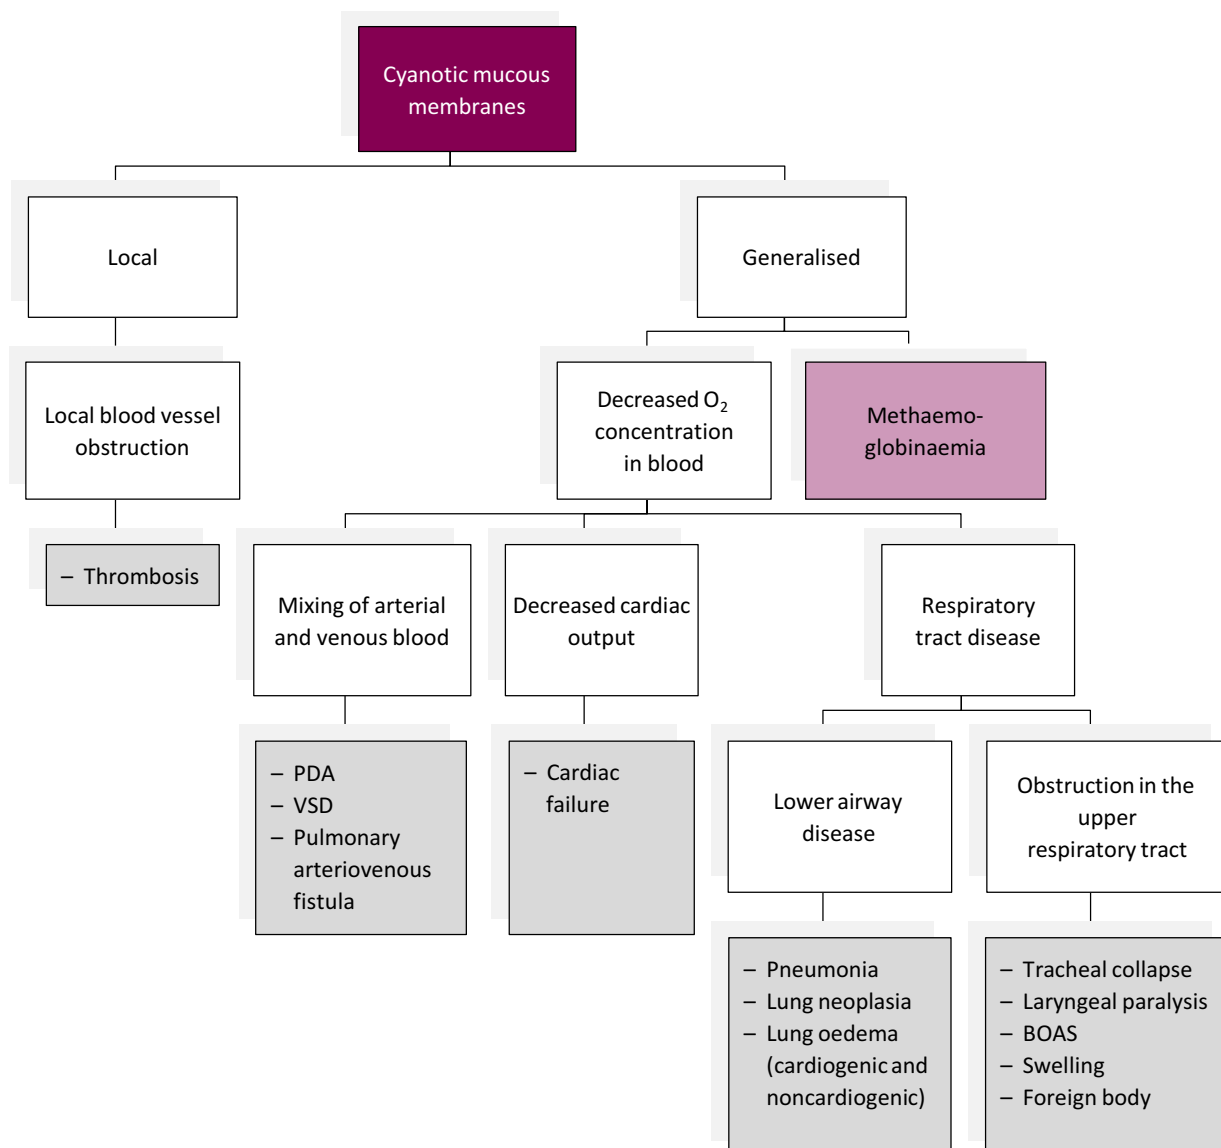 Cyanotic mucous
membranes
Local
Generalised
Local blood vessel
obstruction
Decreased O₂
concentration
in blood
Methaemo-
globinaemia
– Thrombosis
Mixing of arterial
and venous blood
Decreased cardiac
output
Respiratory
tract disease
– PDA
– VSD
– Pulmonary
arteriovenous
fistula
– Cardiac
failure
Lower airway
disease
Obstruction in the
upper
respiratory tract
– Pneumonia
– Lung neoplasia
– Lung oedema
(cardiogenic and
noncardiogenic)
– Tracheal collapse
– Laryngeal paralysis
– BOAS
– Swelling
– Foreign body